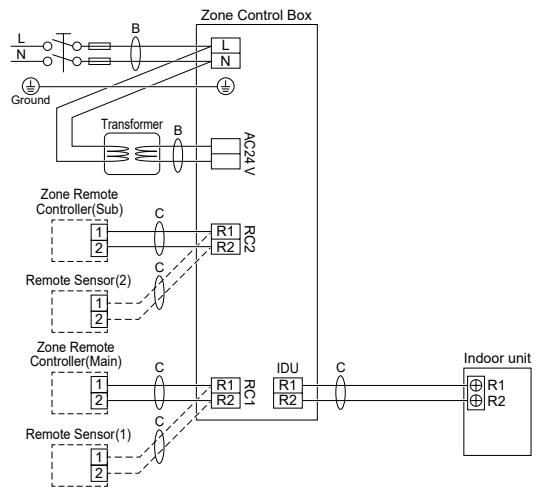 Zone Control Box
B
L
N
L
N
Ground
Transformer
B
AC24 V
Zone Remote
Controller(Sub)
C
1
2
R1
R2
RC2
C
Remote Sensor(2)
1
2
Zone Remote
Controller(Main)
C
1
2
R1
R2
RC1
IDU
R1
R2
C
Indoor unit
R1
R2
C
Remote Sensor(1)
1
2